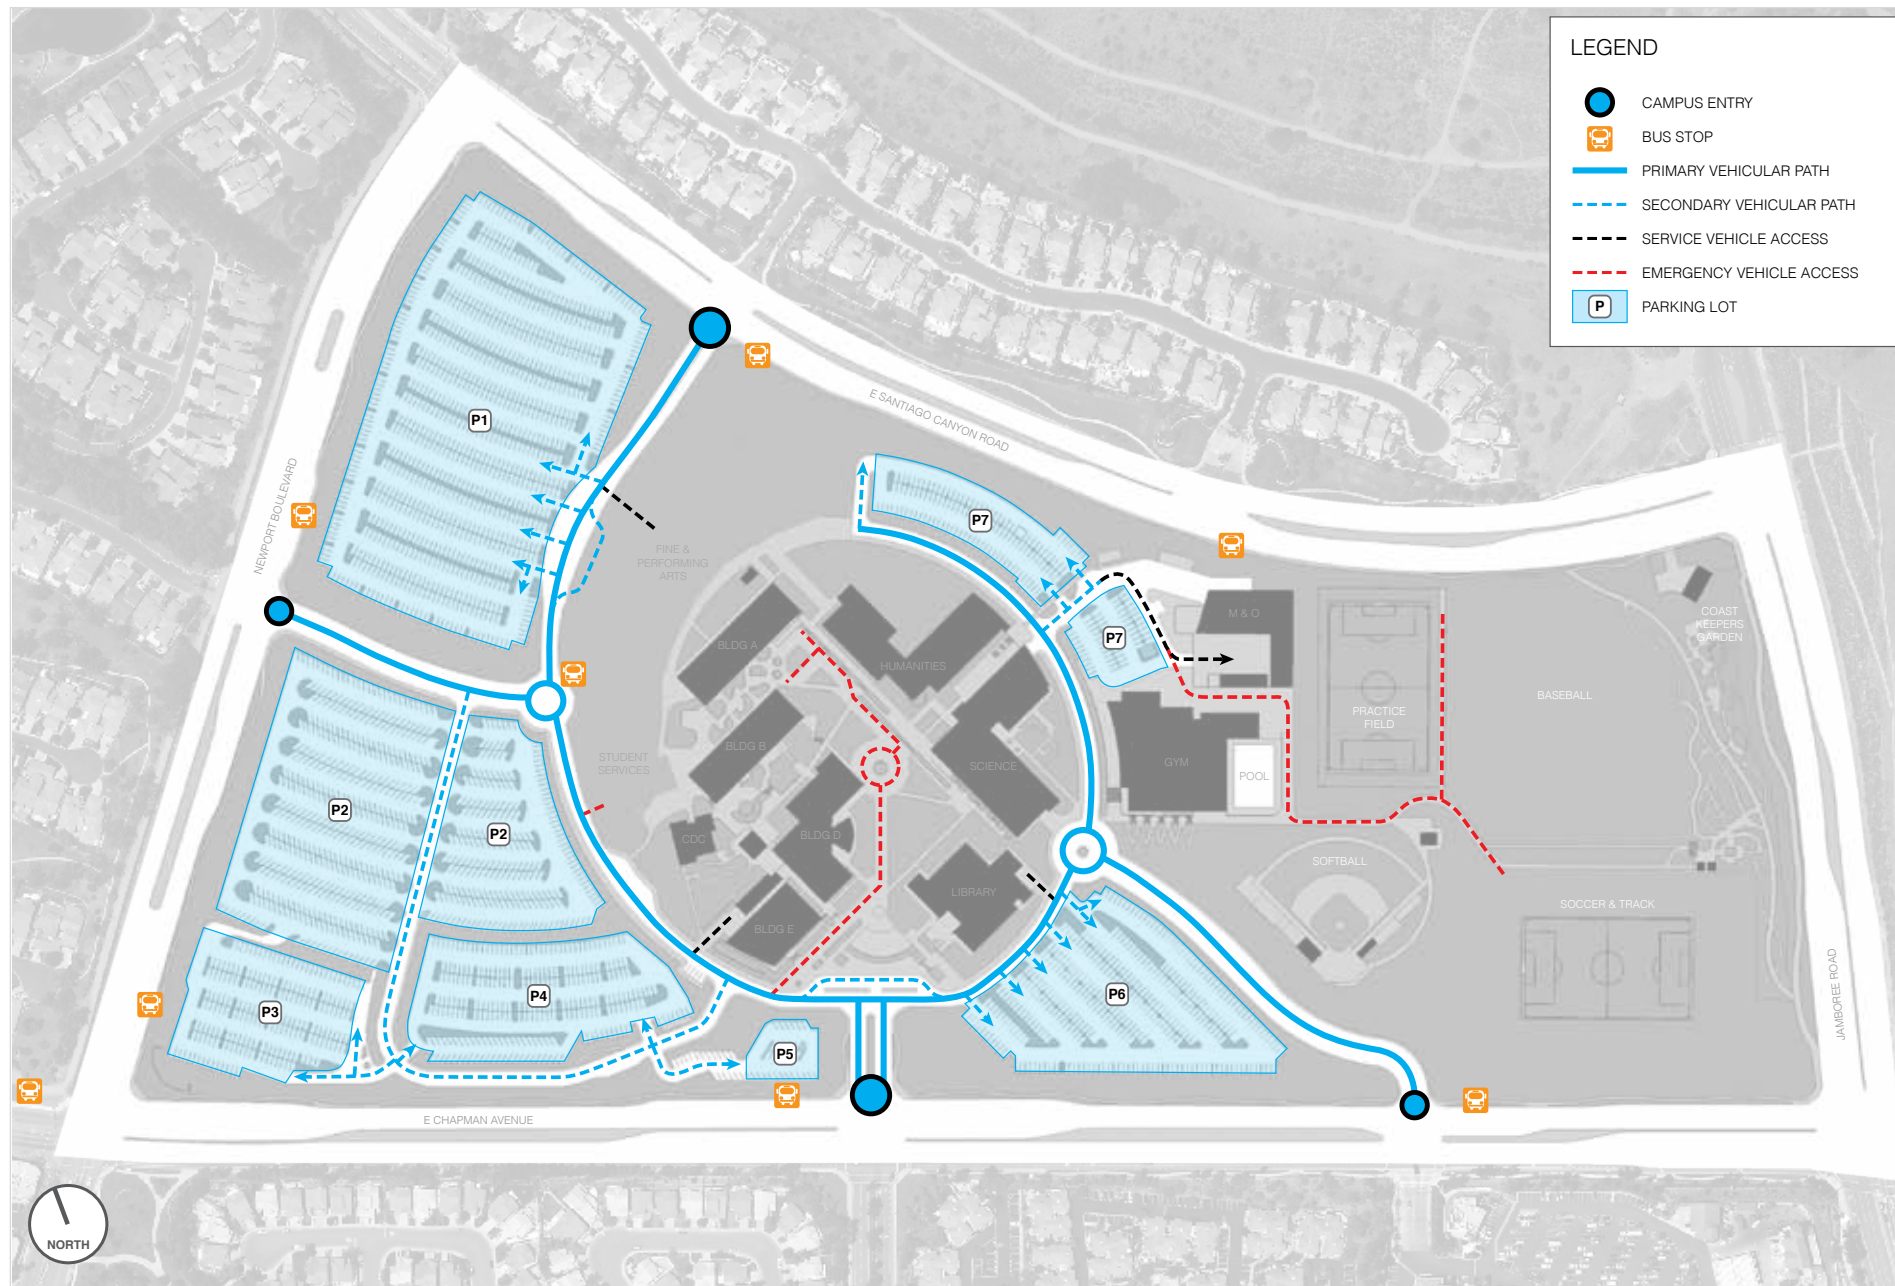 LEGEND
CAMPUS ENTRY
BUS STOP
PRIMARY VEHICULAR PATH
SECONDARY VEHICULAR PATH
SERVICE VEHICLE ACCESS
EMERGENCY VEHICLE ACCESS
P
PARKING LOT
P1
E SANTIAGO CANYON ROAD
NEWPORT BOULEVARD
P7
FINE &
PERFORMING
ARTS
M & O
COAST
KEEPERS
GARDEN
P7
BLDG A
HUMANITIES
BASEBALL
PRACTICE
FIELD
BLDG B
STUDENT
SERVICES
SCIENCE
GYM
POOL
P2
P2
CDC
BLDG D
SOFTBALL
LIBRARY
SOCCER & TRACK
BLDG E
P4
P6
P3
JAMBOREE ROAD
P5
E CHAPMAN AVENUE
NORTH